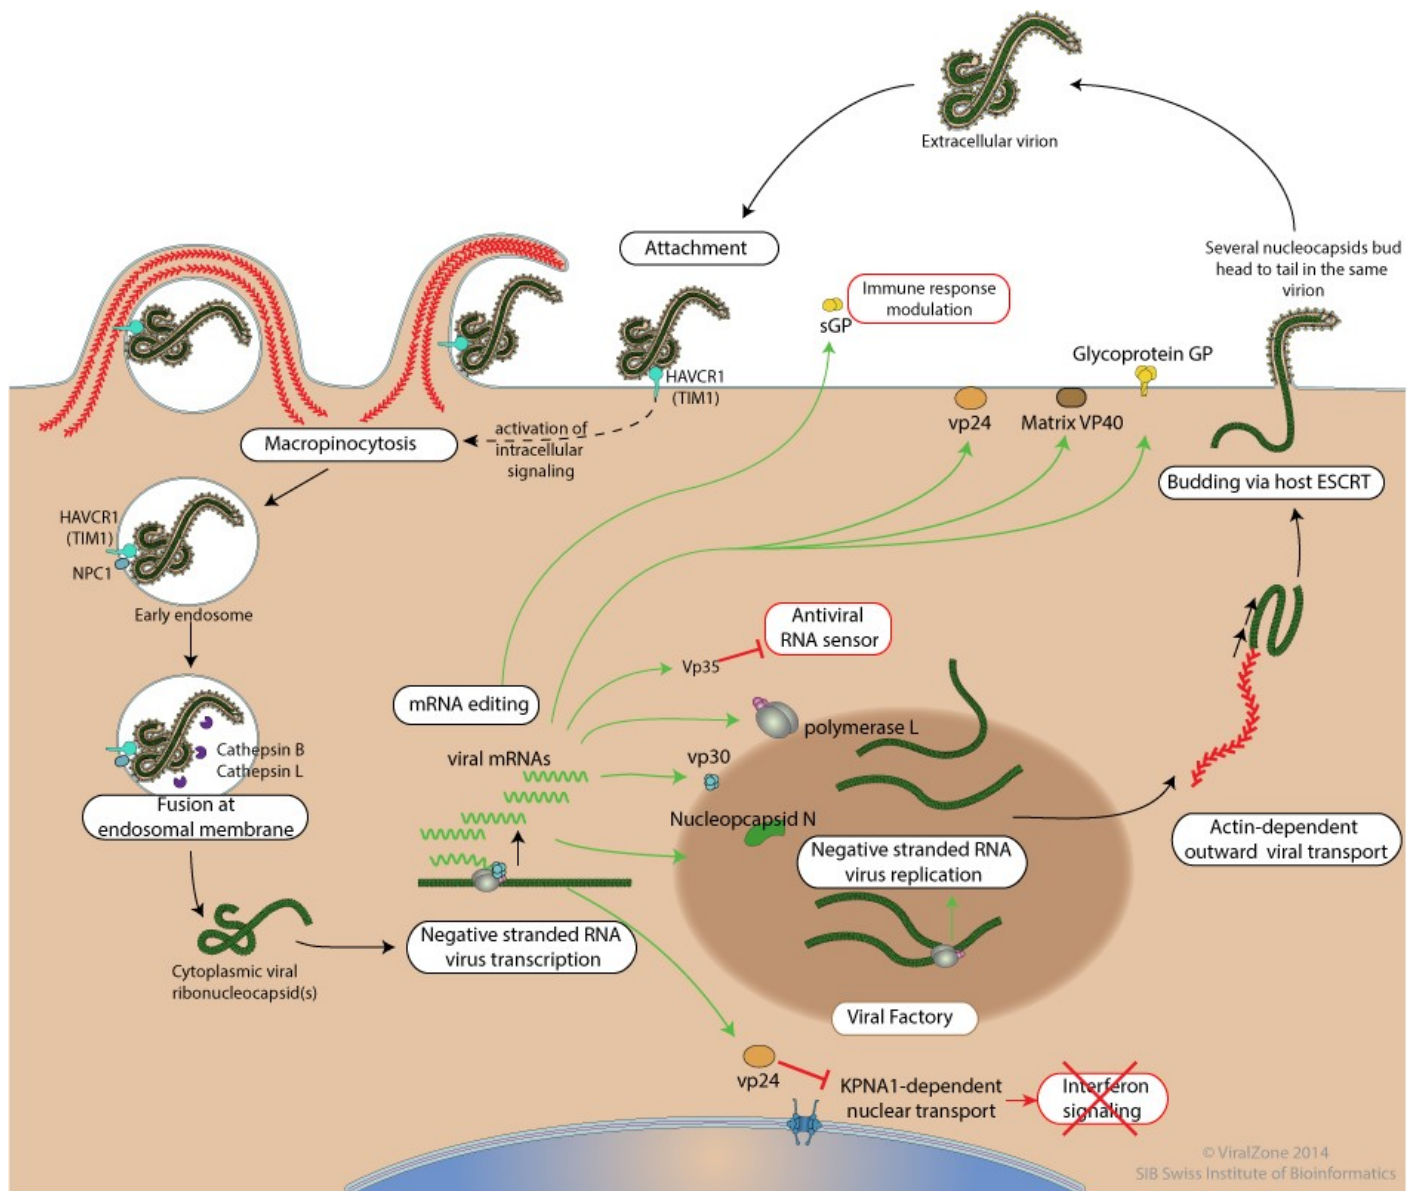 Extracellular virion
Attachment
Several nucleocapsids bud
head to tail in the same
virion
Immune response
modulation
sGP
Glycoprotein GP
HAVCR1
(TIM1)
vp24
Matrix VP40
activation of
intracellular
signaling
Macropinocytosis
Budding via host ESCRT
HAVCR1
(TIM1)
NPC1
Early endosome
Antiviral
RNA sensor
Vp35
mRNA editing
polymerase L
viral mRNAs
vp30
Cathepsin B
Cathepsin L
Fusion at
endosomal membrane
Nucleopcapsid N
Negative stranded RNA
virus replication
Actin-dependent
outward viral transport
Negative stranded RNA
virus transcription
Cytoplasmic viral
ribonucleocapsid(s)
Viral Factory
vp24
KPNA1-dependent
nuclear transport
Interferon
signaling
© ViralZone 2014
SIB Swiss Institute of Bioinformatics